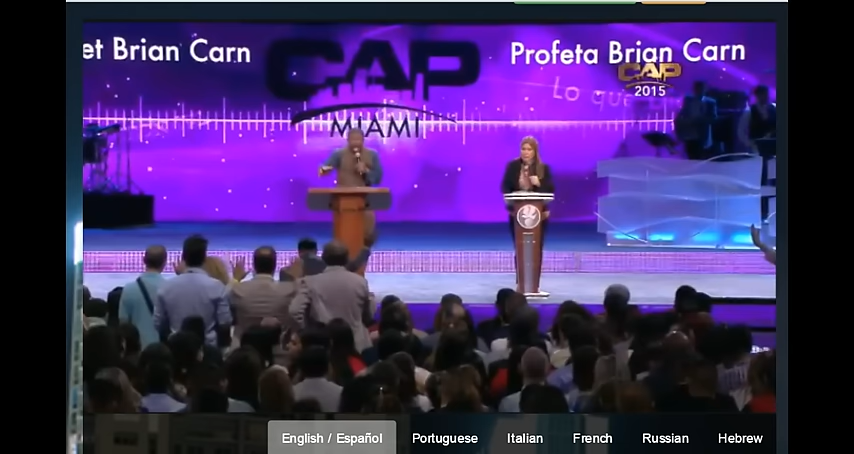 et Brian Carn
Profeta Brian Carn
CAP
MIAMI
CAP
2015
Lo que
English / Español
Portuguese
Italian
French
Russian
Hebrew